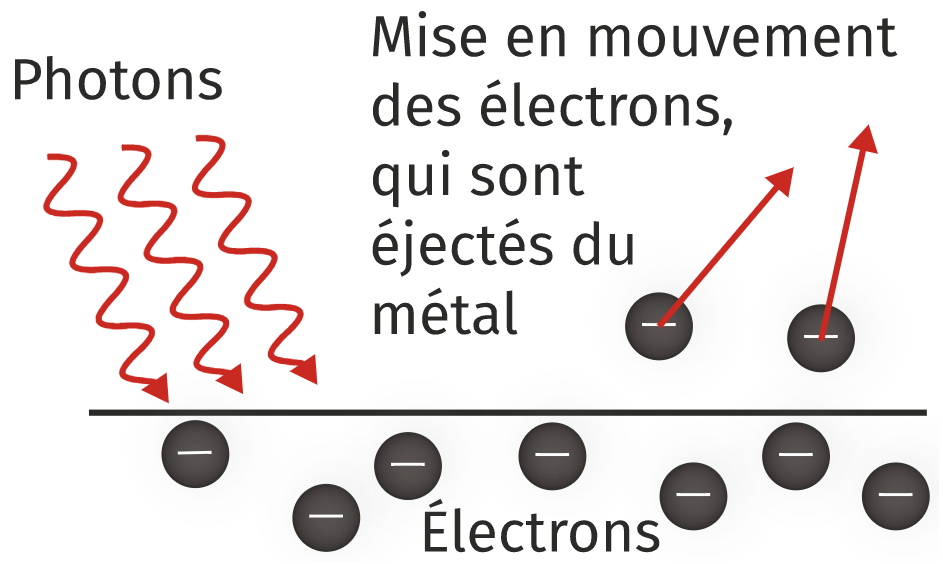 Photons
Mise en mouvement
des électrons,
qui sont
éjectés du
métal
Électrons